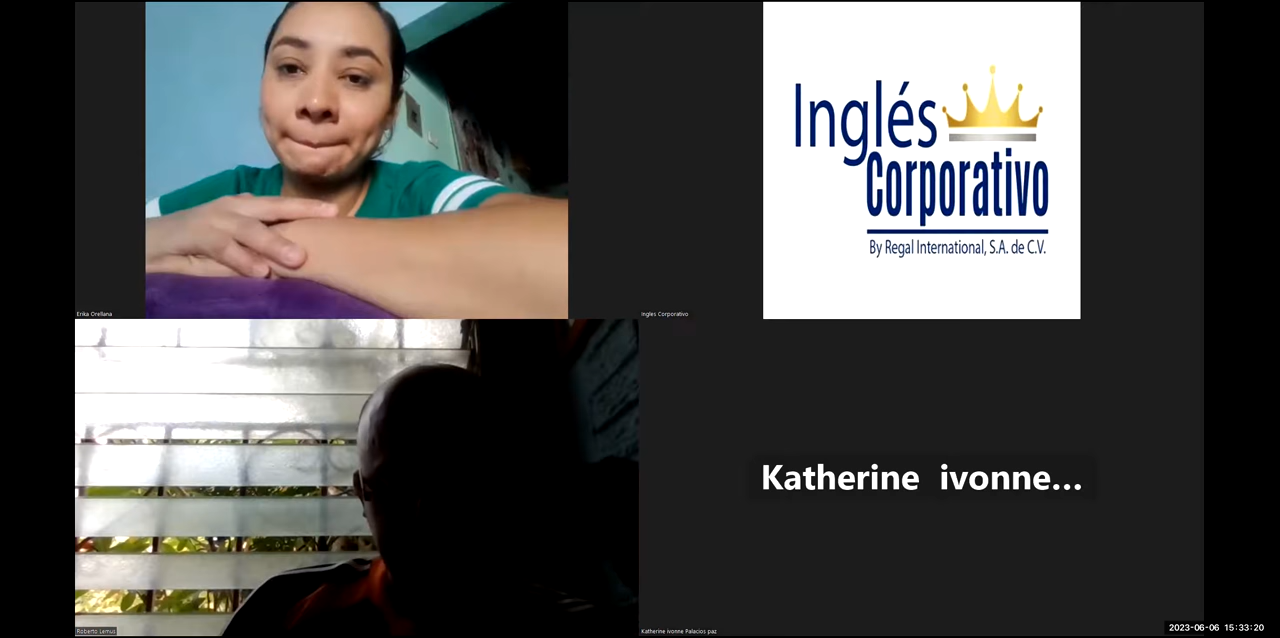 Inglés
Corporativo
By Regal International, S.A. de C.V.
Erika Orellana
Ingles Corporativo
Katherine ivonne...
Roberto Lemus
Katherine ivonne Palacios paz
2023-06-06 15:33:20